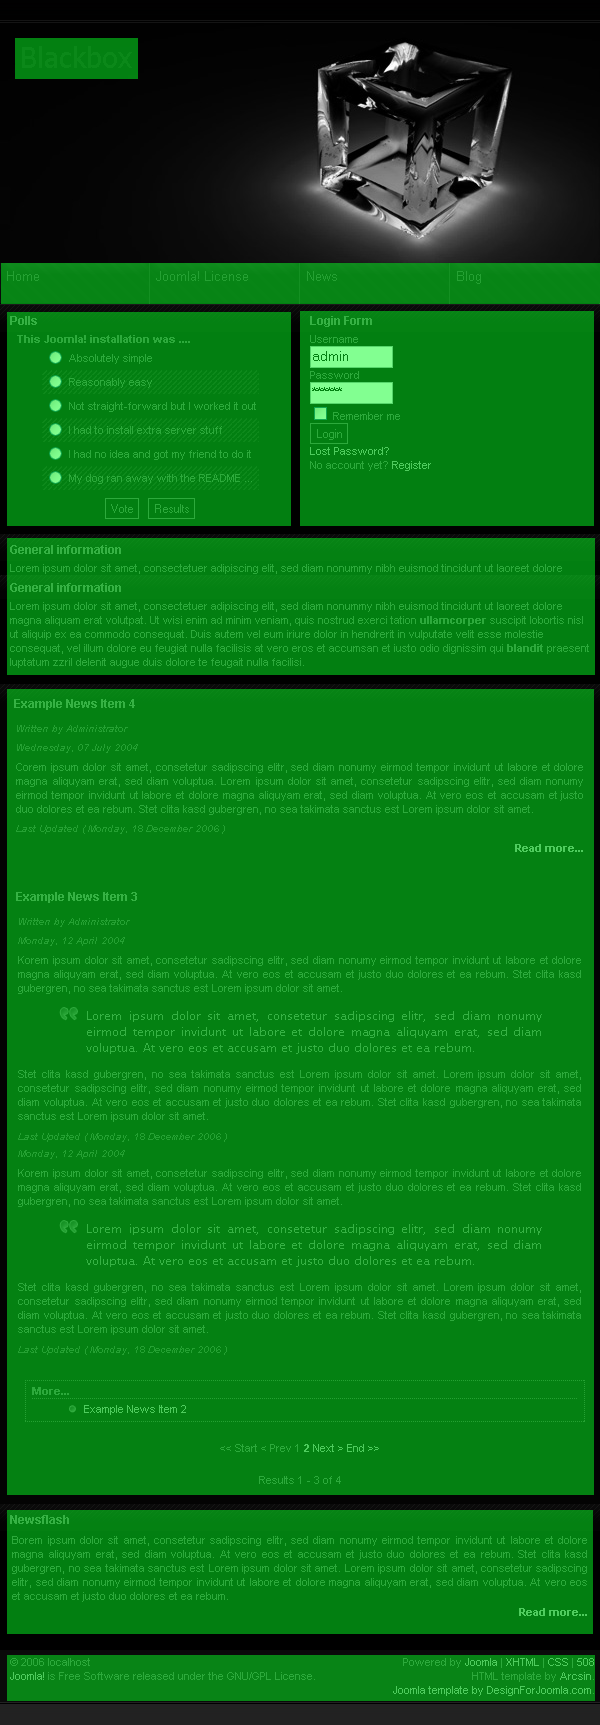 Blackbox
Home Joomla! License News Blog
Polls
This Joomla! installation was ....
Absolutely simple
Reasonably easy
Not straight-forward but I worked it out
I had to install extra server stuff
I had no idea and got my friend to do it
My dog ran away with the README ...
Vote Results
Login Form
Username
admin
Password
*******
Remember me
Login
Lost Password?
No account yet? Register
General information
Lorem ipsum dolor sit amet, consectetuer adipiscing elit, sed diam nonummy nibh euismod tincidunt ut laoreet dolore
General information
Lorem ipsum dolor sit amet, consectetuer adipiscing elit, sed diam nonummy nibh euismod tincidunt ut laoreet dolore
magna aliquam erat volutpat. Ut wisi enim ad minim veniam, quis nostrud exerci tation ullamcorper suscipit lobortis nisl
ut aliquip ex ea commodo consequat. Duis autem vel eum iriure dolor in hendrerit in vulputate velit esse molestie
consequat, vel illum dolore eu feugiat nulla facilisis at vero eros et accumsan et iusto odio dignissim qui blandit praesent
luptatum zzril delenit augue duis dolore te feugait nulla facilisi.
Example News Item 4
Written by Administrator
Wednesday, 07 July 2004
Corem ipsum dolor sit amet, consetetur sadipscing elitr, sed diam nonumy eirmod tempor invidunt ut labore et dolore
magna aliquyam erat, sed diam voluptua. Lorem ipsum dolor sit amet, consetetur sadipscing elitr, sed diam nonumy
eirmod tempor invidunt ut labore et dolore magna aliquyam erat, sed diam voluptua. At vero eos et accusam et justo
duo dolores et ea rebum. Stet clita kasd gubergren, no sea takimata sanctus est Lorem ipsum dolor sit amet.
Last Updated ( Monday, 18 December 2006 )
Read more...
Example News Item 3
Written by Administrator
Monday, 12 April 2004
Korem ipsum dolor sit amet, consetetur sadipscing elitr, sed diam nonumy eirmod tempor invidunt ut labore et dolore
magna aliquyam erat, sed diam voluptua. At vero eos et accusam et justo duo dolores et ea rebum. Stet clita kasd
gubergren, no sea takimata sanctus est Lorem ipsum dolor sit amet.
Lorem ipsum dolor sit amet, consetetur sadipscing elitr, sed diam nonumy
eirmod tempor invidunt ut labore et dolore magna aliquyam erat, sed diam
voluptua. At vero eos et accusam et justo duo dolores et ea rebum.
Stet clita kasd gubergren, no sea takimata sanctus est Lorem ipsum dolor sit amet. Lorem ipsum dolor sit amet,
consetetur sadipscing elitr, sed diam nonumy eirmod tempor invidunt ut labore et dolore magna aliquyam erat, sed
diam voluptua. At vero eos et accusam et justo duo dolores et ea rebum. Stet clita kasd gubergren, no sea takimata
sanctus est Lorem ipsum dolor sit amet.
Last Updated ( Monday, 18 December 2006 )
Monday, 12 April 2004
Korem ipsum dolor sit amet, consetetur sadipscing elitr, sed diam nonumy eirmod tempor invidunt ut labore et dolore
magna aliquyam erat, sed diam voluptua. At vero eos et accusam et justo duo dolores et ea rebum. Stet clita kasd
gubergren, no sea takimata sanctus est Lorem ipsum dolor sit amet.
Lorem ipsum dolor sit amet, consetetur sadipscing elitr, sed diam nonumy
eirmod tempor invidunt ut labore et dolore magna aliquyam erat, sed diam
voluptua. At vero eos et accusam et justo duo dolores et ea rebum.
Stet clita kasd gubergren, no sea takimata sanctus est Lorem ipsum dolor sit amet. Lorem ipsum dolor sit amet,
consetetur sadipscing elitr, sed diam nonumy eirmod tempor invidunt ut labore et dolore magna aliquyam erat, sed
diam voluptua. At vero eos et accusam et justo duo dolores et ea rebum. Stet clita kasd gubergren, no sea takimata
sanctus est Lorem ipsum dolor sit amet.
Last Updated ( Monday, 18 December 2006 )
More...
Example News Item 2
<< Start < Prev 1 2 Next > End >>
Results 1 - 3 of 4
Newsflash
Borem ipsum dolor sit amet, consetetur sadipscing elitr, sed diam nonumy eirmod tempor invidunt ut labore et dolore
magna aliquyam erat, sed diam voluptua. At vero eos et accusam et justo duo dolores et ea rebum. Stet clita kasd
gubergren, no sea takimata sanctus est Lorem ipsum dolor sit amet. Lorem ipsum dolor sit amet, consetetur sadipscing
elitr, sed diam nonumy eirmod tempor invidunt ut labore et dolore magna aliquyam erat, sed diam voluptua. At vero eos
et accusam et justo duo dolores et ea rebum.
Read more...
© 2006 localhost
Joomla! is Free Software released under the GNU/GPL License.
Powered by Joomla | XHTML | CSS | 508
HTML template by Arcsin
Joomla template by DesignForJoomla.com